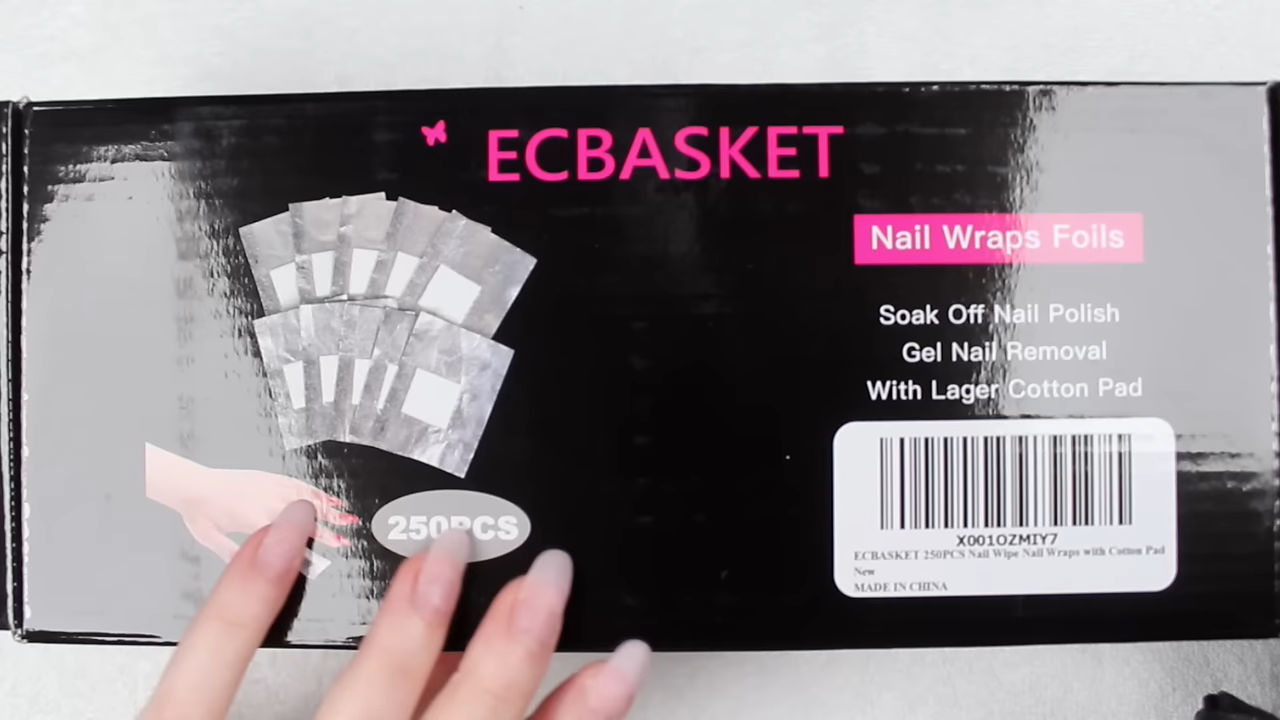 ECBASKET
Nail Wraps Foils
Soak Off Nail Polish
Gel Nail Removal
With Lager Cotton Pad
250PCS
X001OZMIY7
ECBASKET 250PCS Nail Wipe Nail Wraps with Cotton Pad
New
MADE IN CHINA